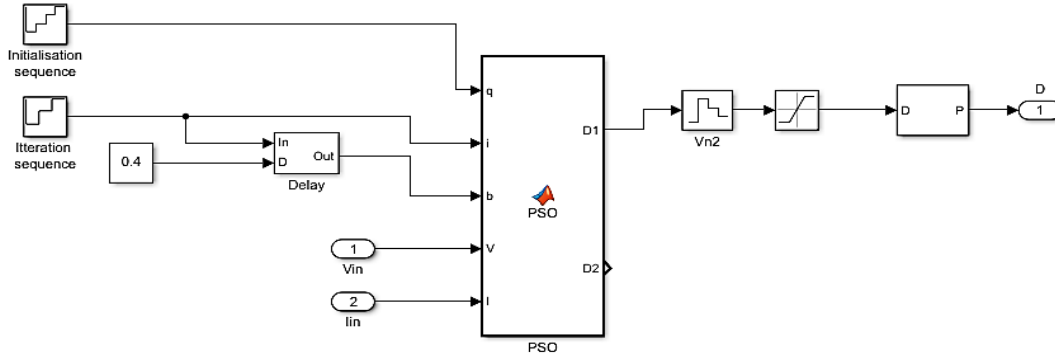 Initialisation
sequence
q
Itteration
sequence
i
0.4
In
D
Out
Delay
b
1
Vin
V
2
Iin
I
PSO
D1
D2
PSO
Vn2
D
P
D
1